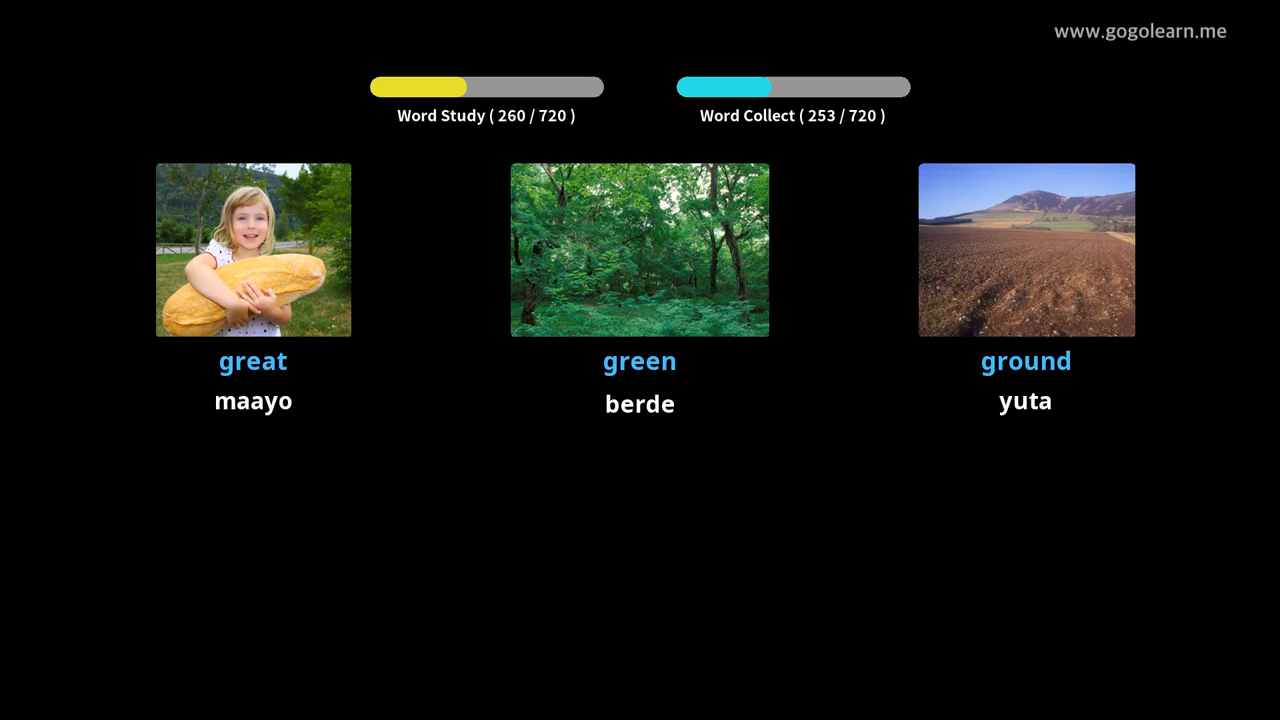 www.gogolearn.me
Word Study ( 260 / 720 )
Word Collect ( 253 / 720 )
great
green
ground
maayo
berde
yuta